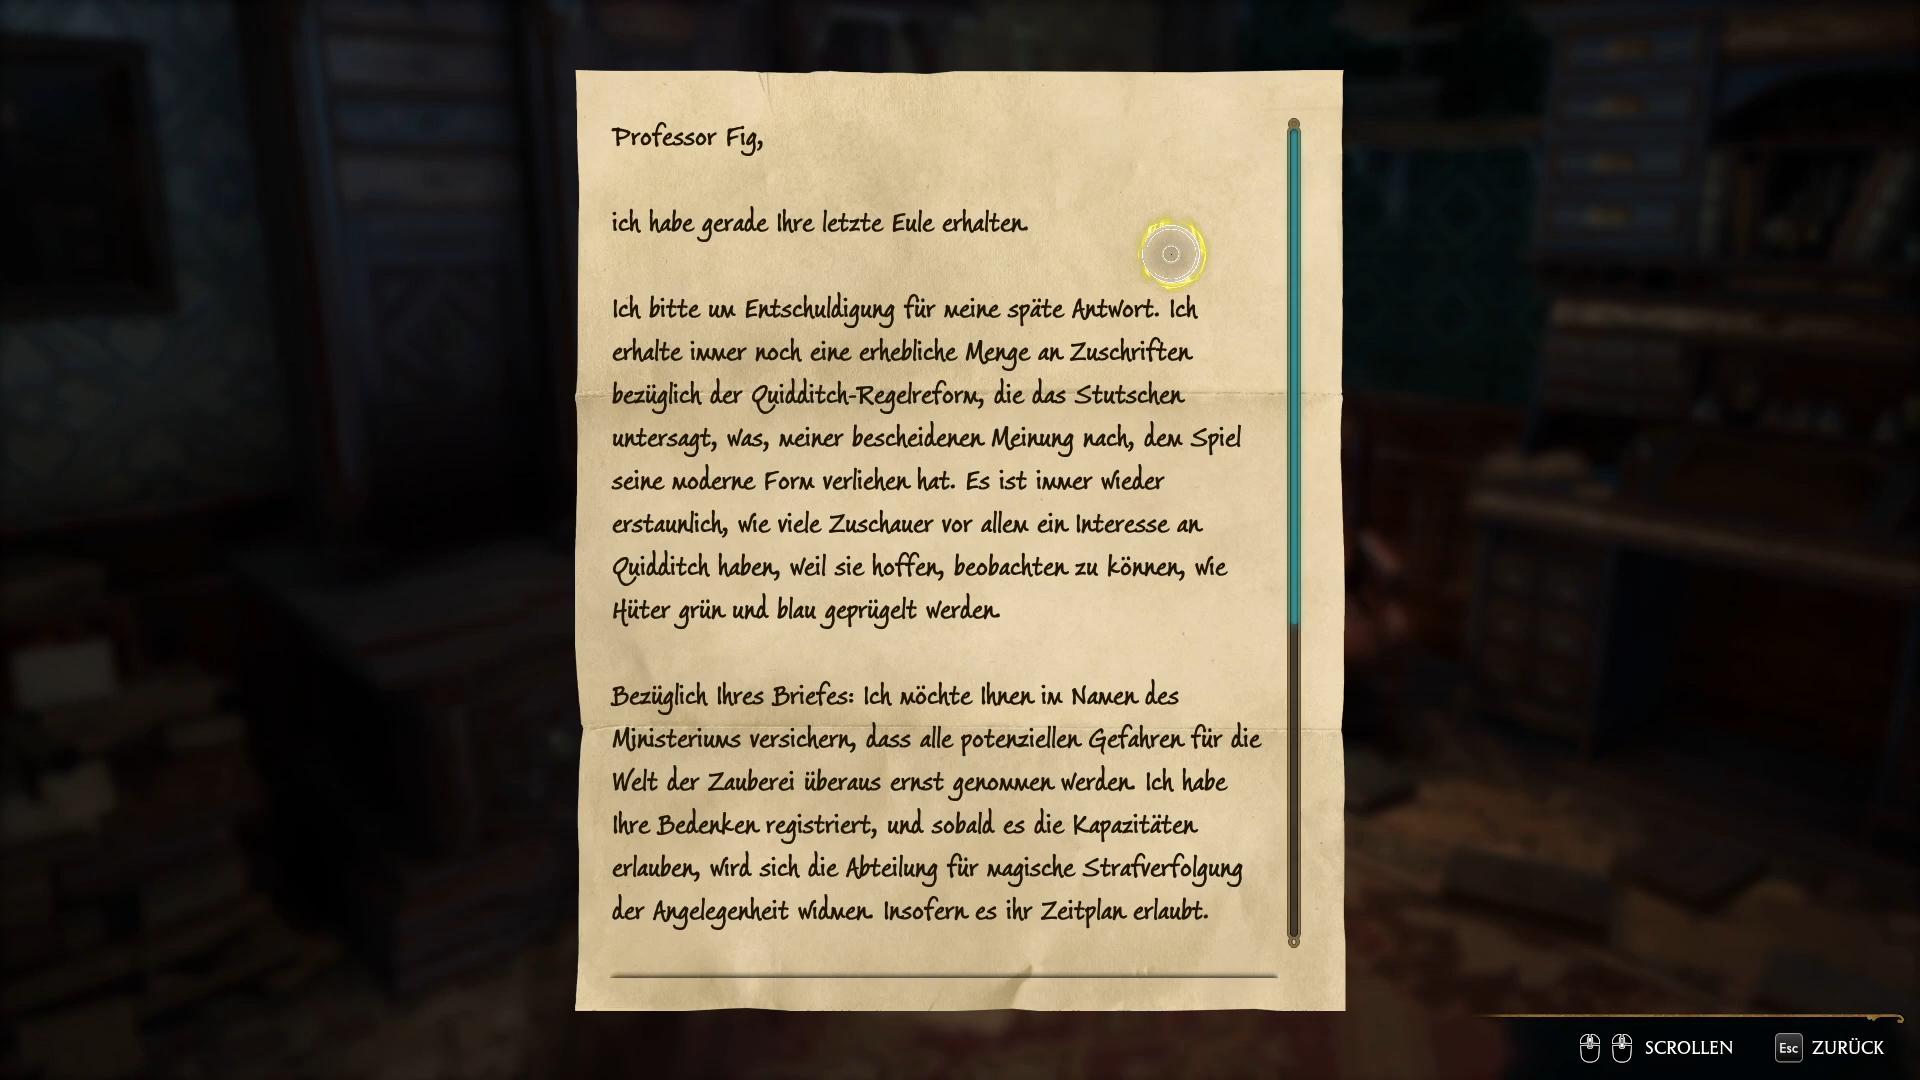 Professor Fig,
ich habe gerade Ihre letzte Eule erhalten.
Ich bitte um Entschuldigung für meine späte Antwort. Ich
erhalte immer noch eine erhebliche Menge an Zuschriften
bezüglich der Quidditch-Regelreform, die das Stutschen
untersagt, was, meiner bescheidenen Meinung nach, dem Spiel
seine moderne Form verliehen hat. Es ist immer wieder
erstaunlich, wie viele Zuschauer vor allem ein Interesse an
Quidditch haben, weil sie hoffen, beobachten zu können, wie
Hüter grün und blau geprügelt werden.
Bezüglich Ihres Briefes: Ich möchte Ihnen im Namen des
Ministeriums versichern, dass alle potenziellen Gefahren für die
Welt der Zauberei überaus ernst genommen werden. Ich habe
Ihre Bedenken registriert, und sobald es die Kapazitäten
erlauben, wird sich die Abteilung für magische Strafverfolgung
der Angelegenheit widmen. Insofern es ihr Zeitplan erlaubt.
SCROLLEN Esc ZURÜCK